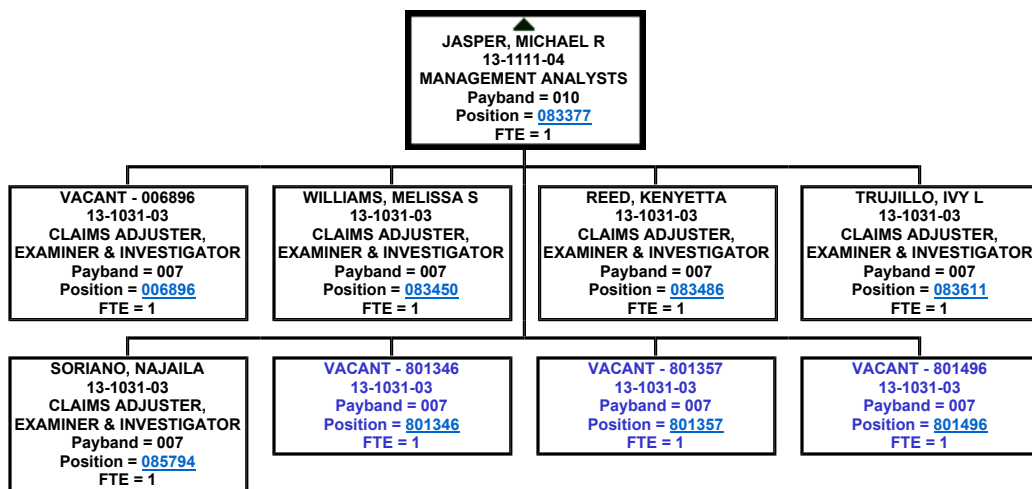 JASPER, MICHAEL R
13-1111-04
MANAGEMENT ANALYSTS
Payband = 010
Position = 083377
FTE = 1
VACANT - 006896
13-1031-03
CLAIMS ADJUSTER,
EXAMINER & INVESTIGATOR
Payband = 007
Position = 006896
FTE = 1
WILLIAMS, MELISSA S
13-1031-03
CLAIMS ADJUSTER,
EXAMINER & INVESTIGATOR
Payband = 007
Position = 083450
FTE = 1
REED, KENYETTA
13-1031-03
CLAIMS ADJUSTER,
EXAMINER & INVESTIGATOR
Payband = 007
Position = 083486
FTE = 1
TRUJILLO, IVY L
13-1031-03
CLAIMS ADJUSTER,
EXAMINER & INVESTIGATOR
Payband = 007
Position = 083611
FTE = 1
SORIANO, NAJAILA
13-1031-03
CLAIMS ADJUSTER,
EXAMINER & INVESTIGATOR
Payband = 007
Position = 085794
FTE = 1
VACANT - 801346
13-1031-03
Payband = 007
Position = 801346
FTE = 1
VACANT - 801357
13-1031-03
Payband = 007
Position = 801357
FTE = 1
VACANT - 801496
13-1031-03
Payband = 007
Position = 801496
FTE = 1